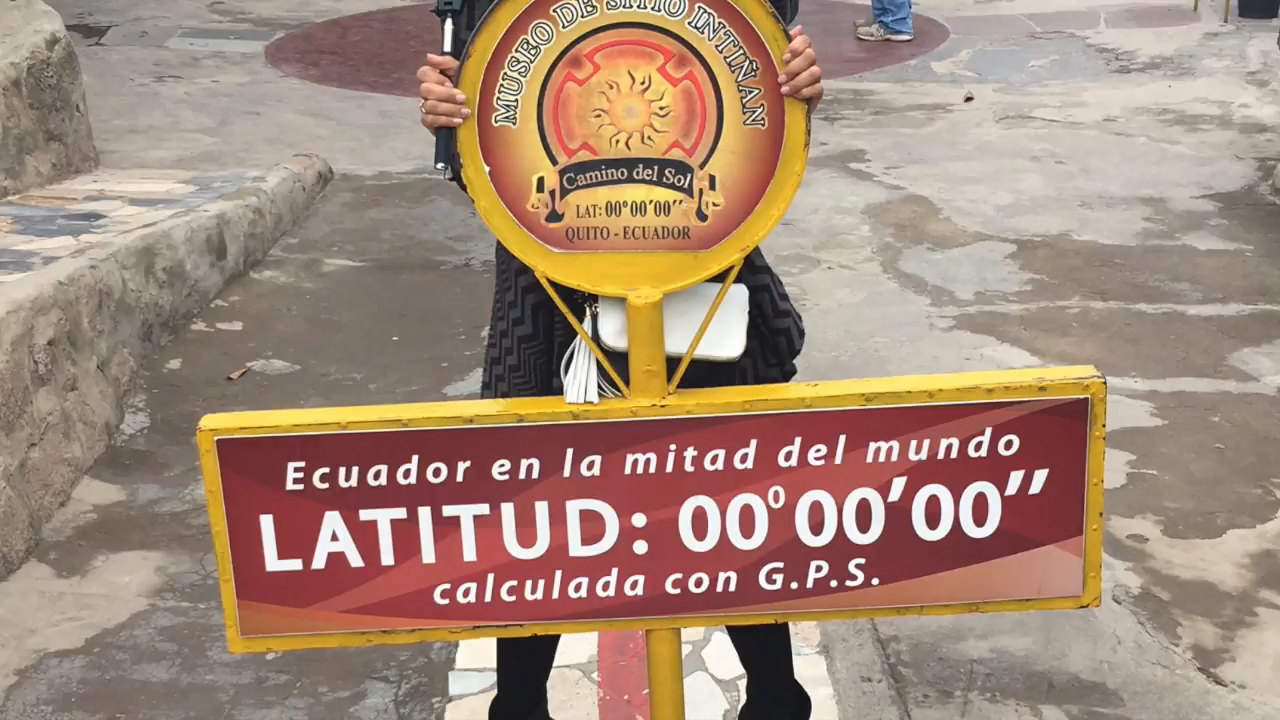 MUSEO DE SITIO INTIÑAN
Camino del Sol
LAT: 00°00'00''
QUITO - ECUADOR
Ecuador en la mitad del mundo
LATITUD: 00°00'00''
calculada con G.P.S.